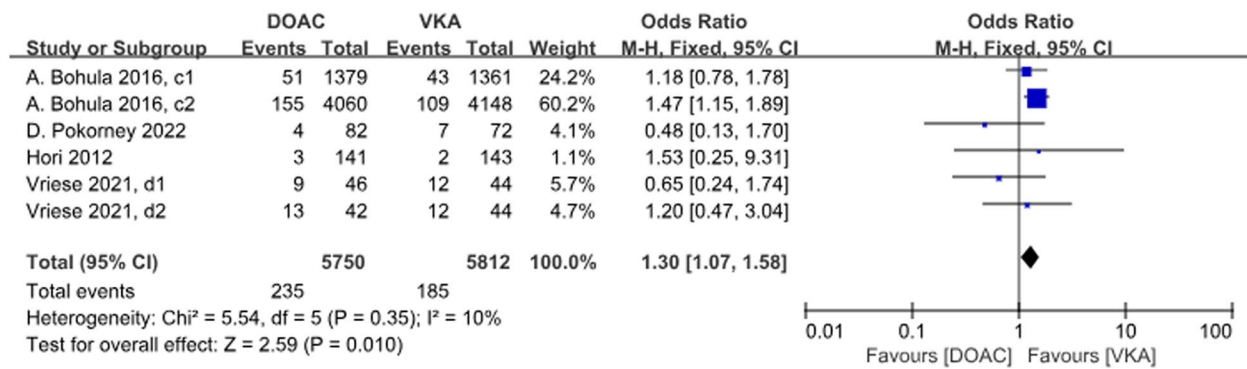 DOAC VKA Odds Ratio Odds Ratio
Study or Subgroup Events Total Events Total Weight M-H, Fixed, 95% CI M-H, Fixed, 95% CI
A. Bohula 2016, c1 51 1379 43 1361 24.2% 1.18 [0.78, 1.78]
A. Bohula 2016, c2 155 4060 109 4148 60.2% 1.47 [1.15, 1.89]
D. Pokorney 2022 4 82 7 72 4.1% 0.48 [0.13, 1.70]
Hori 2012 3 141 2 143 1.1% 1.53 [0.25, 9.31]
Vriese 2021, d1 9 46 12 44 5.7% 0.65 [0.24, 1.74]
Vriese 2021, d2 13 42 12 44 4.7% 1.20 [0.47, 3.04]
Total (95% CI) 5750 5812 100.0% 1.30 [1.07, 1.58]
Total events 235 185
Heterogeneity: Chi² = 5.54, df = 5 (P = 0.35); I² = 10%
Test for overall effect: Z = 2.59 (P = 0.010)
0.01 0.1 1 10 100
Favours [DOAC] Favours [VKA]